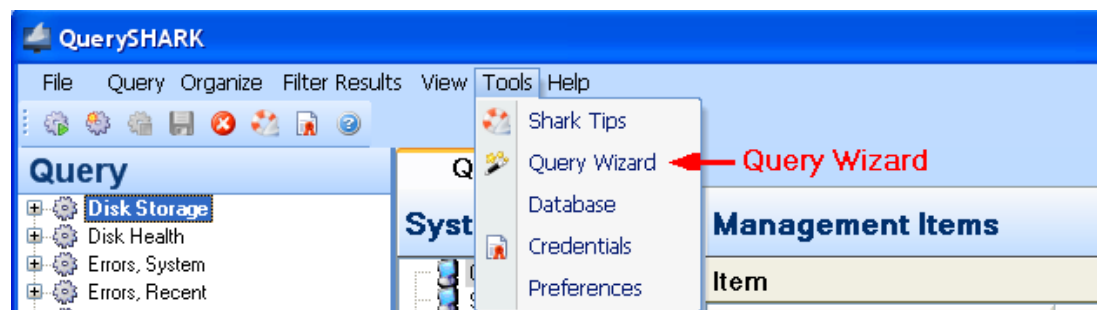 QuerySHARK
File Query Organize Filter Results View Tools Help
Shark Tips
Query Wizard
Query Wizard
Database
Credentials
Preferences
Query
Disk Storage
Disk Health
Errors, System
Errors, Recent
Q
Syst
Management Items
Item